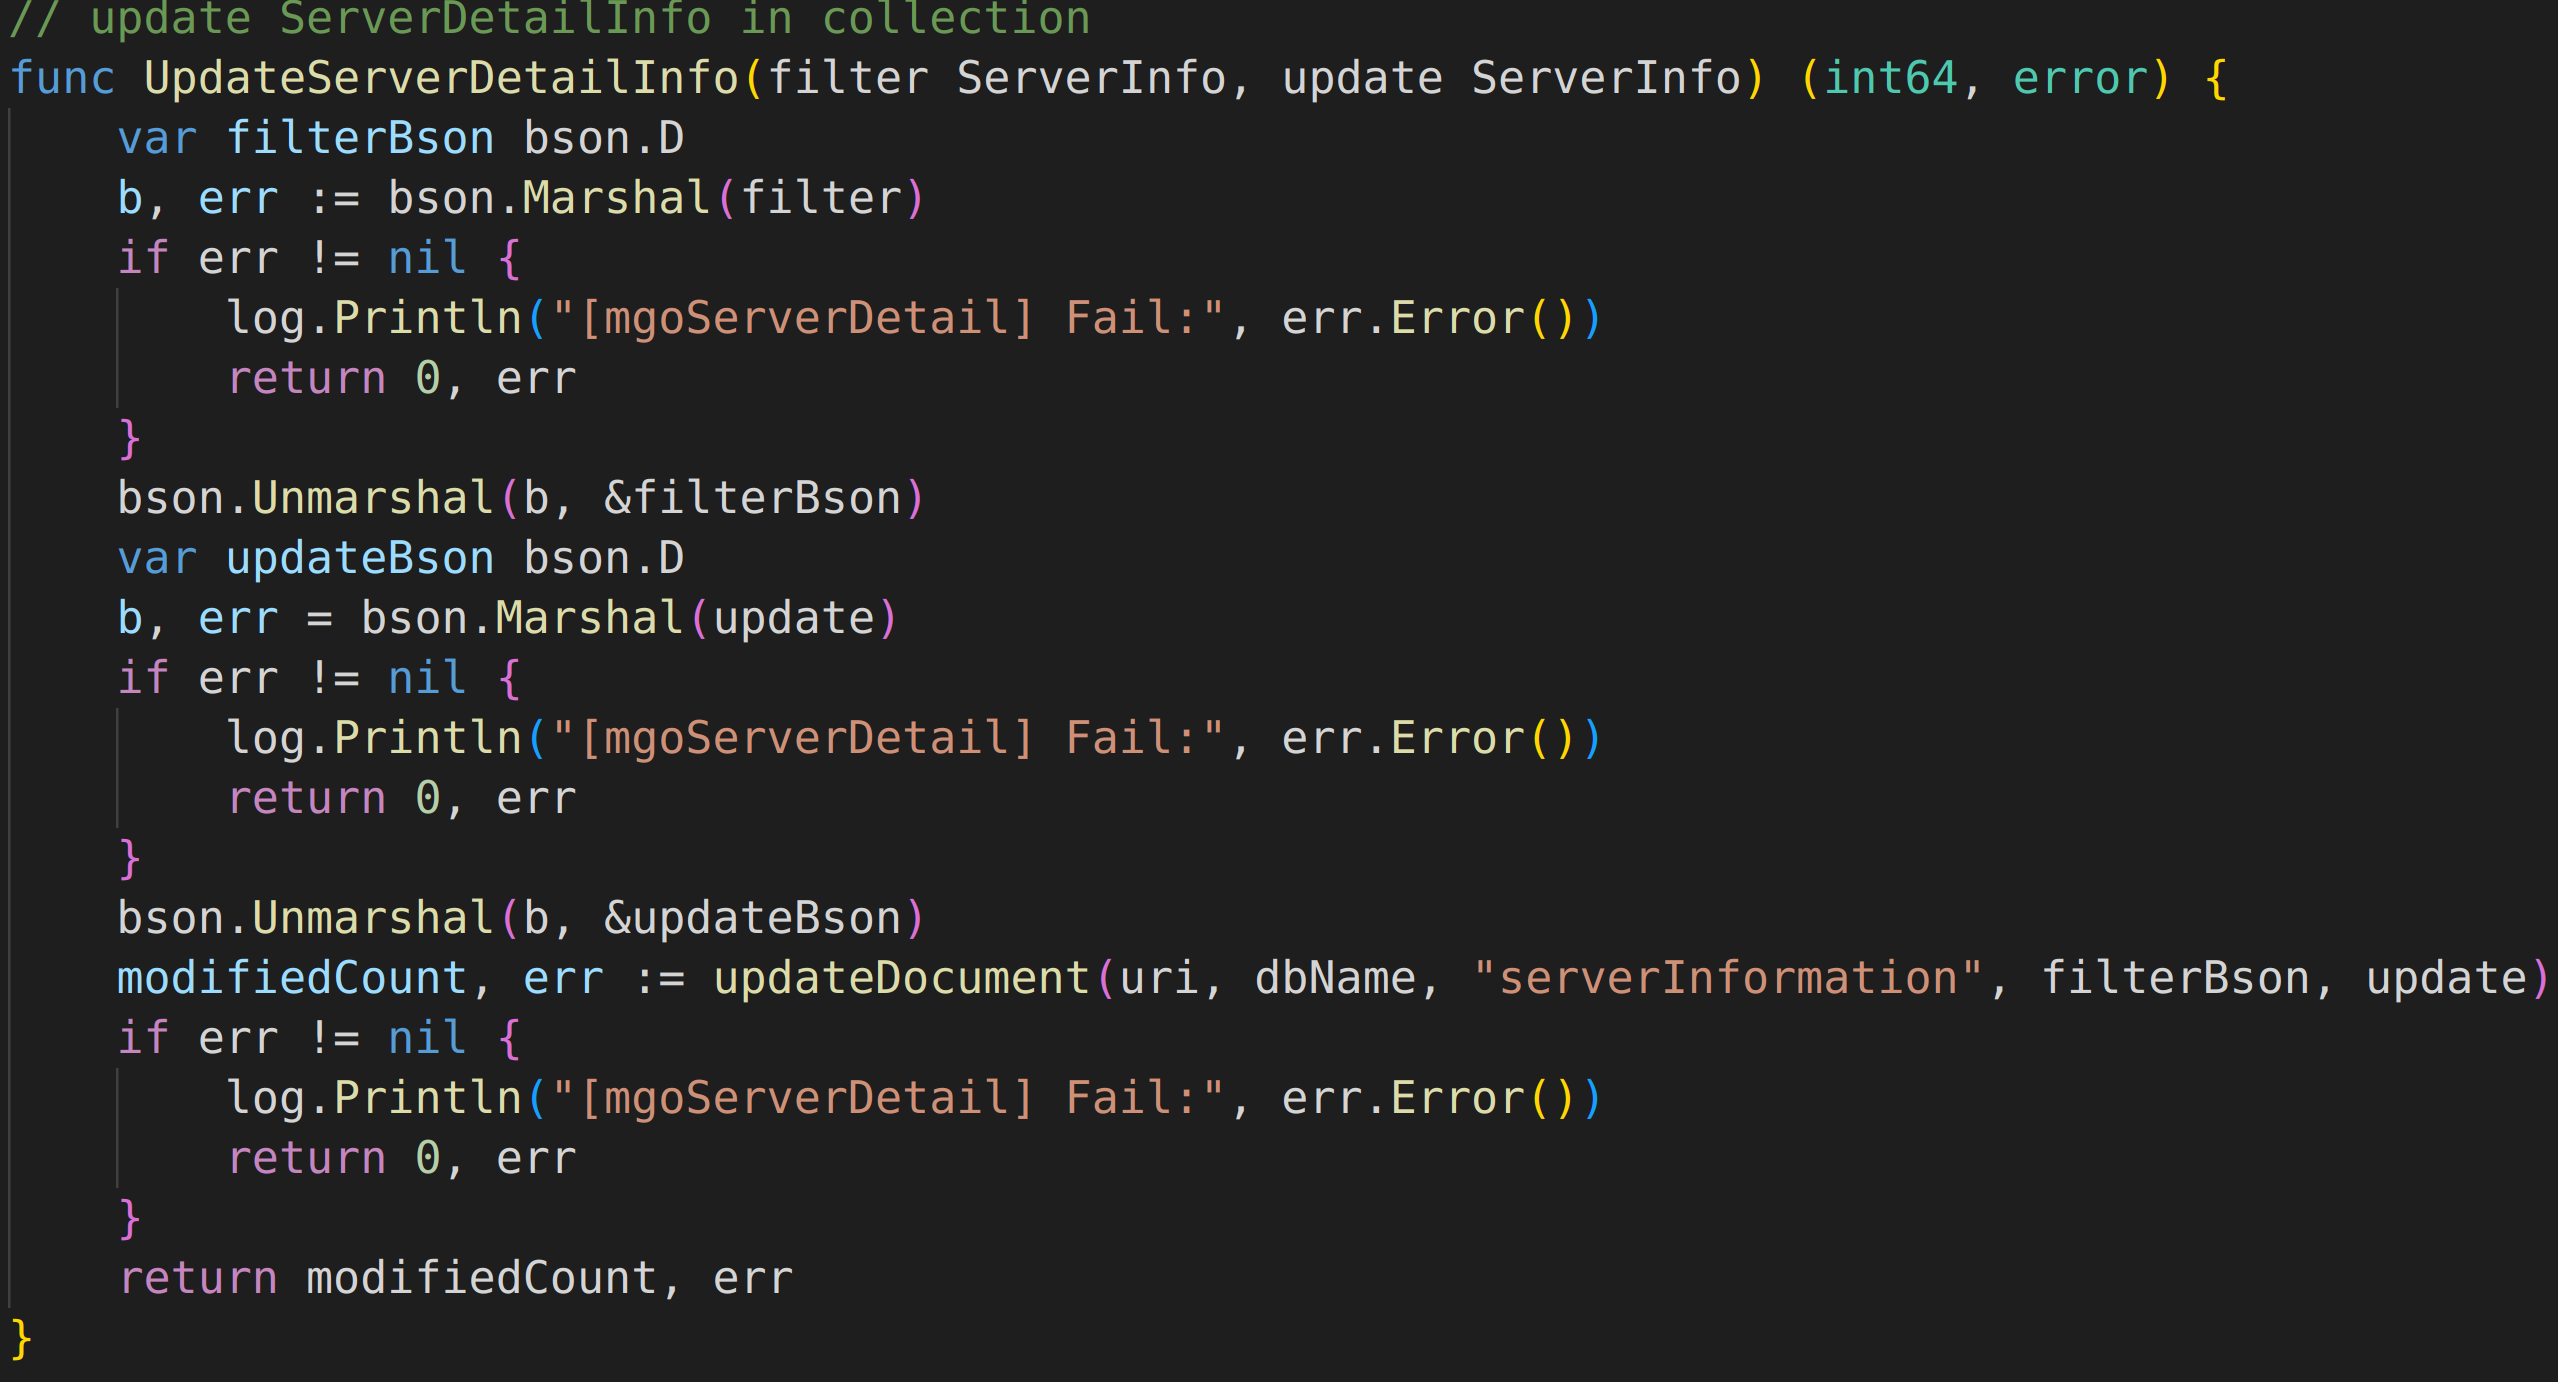 // update ServerDetailInfo in collection
func UpdateServerDetailInfo(filter ServerInfo, update ServerInfo) (int64, error) {
    var filterBson bson.D
    b, err := bson.Marshal(filter)
    if err != nil {
        log.Println("[mgoServerDetail] Fail:", err.Error())
        return 0, err
    }
    bson.Unmarshal(b, &filterBson)
    var updateBson bson.D
    b, err = bson.Marshal(update)
    if err != nil {
        log.Println("[mgoServerDetail] Fail:", err.Error())
        return 0, err
    }
    bson.Unmarshal(b, &updateBson)
    modifiedCount, err := updateDocument(uri, dbName, "serverInformation", filterBson, update)
    if err != nil {
        log.Println("[mgoServerDetail] Fail:", err.Error())
        return 0, err
    }
    return modifiedCount, err
}